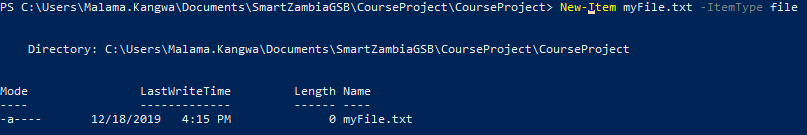 PS C:\Users\Malama.Kangwa\Documents\SmartZambiaGSB\CourseProject\CourseProject> New-Item myFile.txt -ItemType file
Directory: C:\Users\Malama.Kangwa\Documents\SmartZambiaGSB\CourseProject\CourseProject
Mode LastWriteTime Length Name
---- ------------- ------ ----
-a---- 12/18/2019 4:15 PM 0 myFile.txt